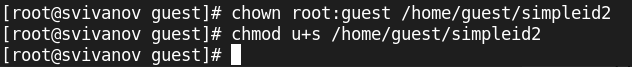 [root@svivanov guest]# chown root:guest /home/guest/simpleid2
[root@svivanov guest]# chmod u+s /home/guest/simpleid2
[root@svivanov guest]#